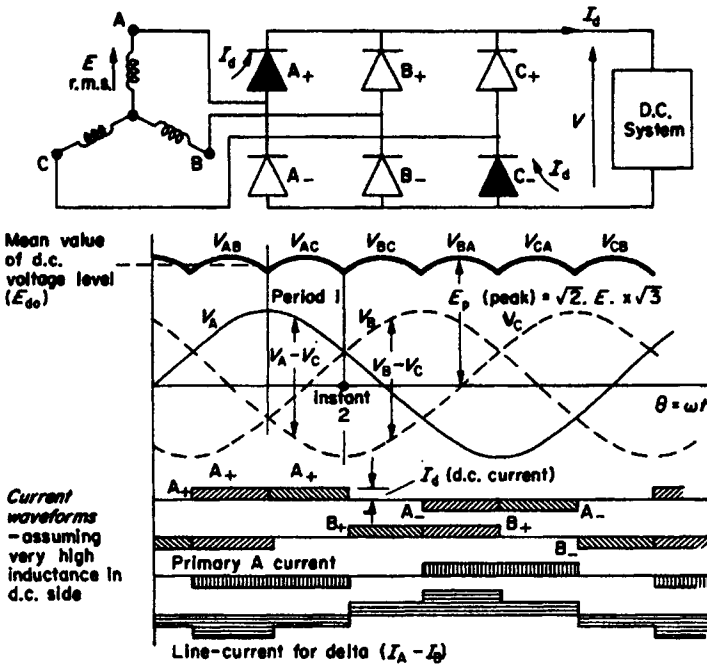 A
E
r.m.s.
C
B
I_d
A+
B+
C+
A−
B−
C−
I_d
I_d
V
D.C.
System
Mean value
of d.c.
voltage level
(E_do)
V_AB
V_AC
V_BC
V_BA
V_CA
V_CB
Period 1
E_p (peak) = √2. E. × √3
V_A
V_B
V_C
V_A−V_C
V_B−V_C
Instant
2
θ = ωt
Current
waveforms
-assuming
very high
inductance in
d.c. side
A+
A+
A+
I_d (d.c. current)
A−
A−
B+
B+
B−
Primary A current
Line-current for delta (I_A − I_B)